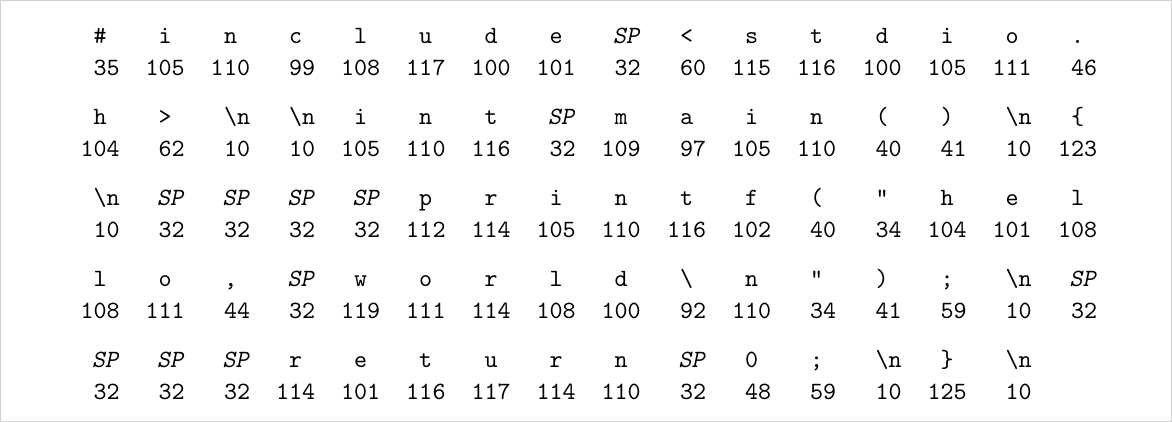 # i n c l u d e SP < s t d i o .
35 105 110 99 108 117 100 101 32 60 115 116 100 105 111 46
h > \n \n i n t SP m a i n ( ) \n {
104 62 10 10 105 110 116 32 109 97 105 110 40 41 10 123
\n SP SP SP SP p r i n t f ( " h e l
10 32 32 32 32 112 114 105 110 116 102 40 34 104 101 108
l o , SP w o r l d \ n " ) ; \n SP
108 111 44 32 119 111 114 108 100 92 110 34 41 59 10 32
SP SP SP r e t u r n SP 0 ; \n } \n
32 32 32 114 101 116 117 114 110 32 48 59 10 125 10